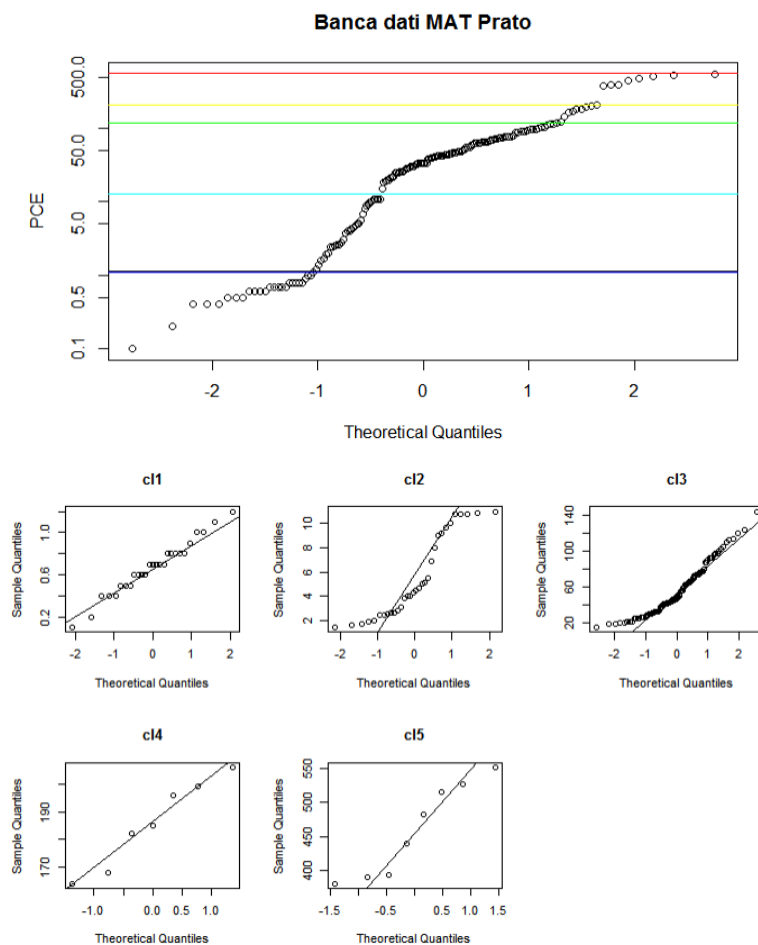 Banca dati MAT Prato
PCE
500.0
50.0
5.0
0.5
0.1
-2 -1 0 1 2
Theoretical Quantiles
cl1 cl2 cl3
Sample Quantiles
1.0
0.6
0.2
-2 -1 0 1 2
Theoretical Quantiles
Sample Quantiles
10
8
6
4
2
-2 -1 0 1 2
Theoretical Quantiles
Sample Quantiles
140
100
60
20
-2 -1 0 1 2
Theoretical Quantiles
cl4 cl5
Sample Quantiles
190
170
-1.0 0.0 0.5 1.0
Theoretical Quantiles
Sample Quantiles
550
500
450
400
-1.5 -0.5 0.5 1.0 1.5
Theoretical Quantiles